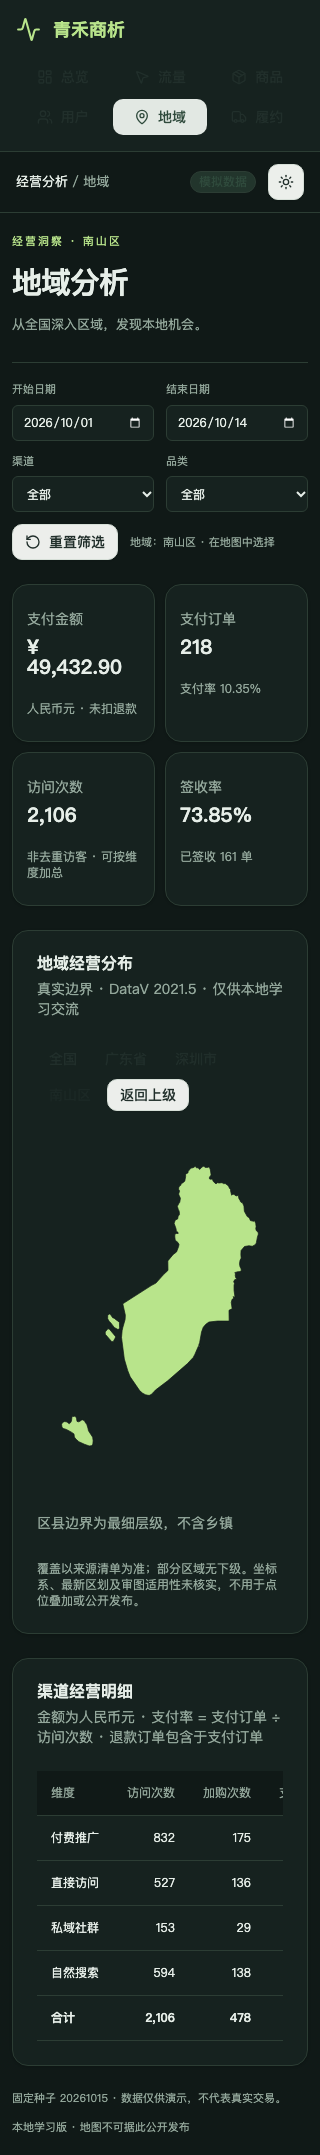 青禾商析
总览 流量 商品
用户 地域 履约
经营分析 / 地域 模拟数据
经营洞察 · 南山区
地域分析
从全国深入区域，发现本地机会。
开始日期 结束日期
2026/10/01 2026/10/14
渠道 品类
全部 全部
重置筛选 地域：南山区 · 在地图中选择
支付金额 支付订单
¥ 218
49,432.90
支付率 10.35%
人民币元 · 未扣退款
访问次数 签收率
2,106 73.85%
非去重访客 · 可按维 已签收 161 单
度加总
地域经营分布
真实边界 · DataV 2021.5 · 仅供本地学
习交流
全国 广东省 深圳市
南山区 返回上级
区县边界为最细层级，不含乡镇
覆盖以来源清单为准；部分区域无下级。坐标
系、最新区划及审图适用性未核实，不用于点
位叠加或公开发布。
渠道经营明细
金额为人民币元 · 支付率 = 支付订单 ÷
访问次数 · 退款订单包含于支付订单
维度 访问次数 加购次数
付费推广 832 175
直接访问 527 136
私域社群 153 29
自然搜索 594 138
合计 2,106 478
固定种子 20261015 · 数据仅供演示，不代表真实交易。
本地学习版 · 地图不可据此公开发布